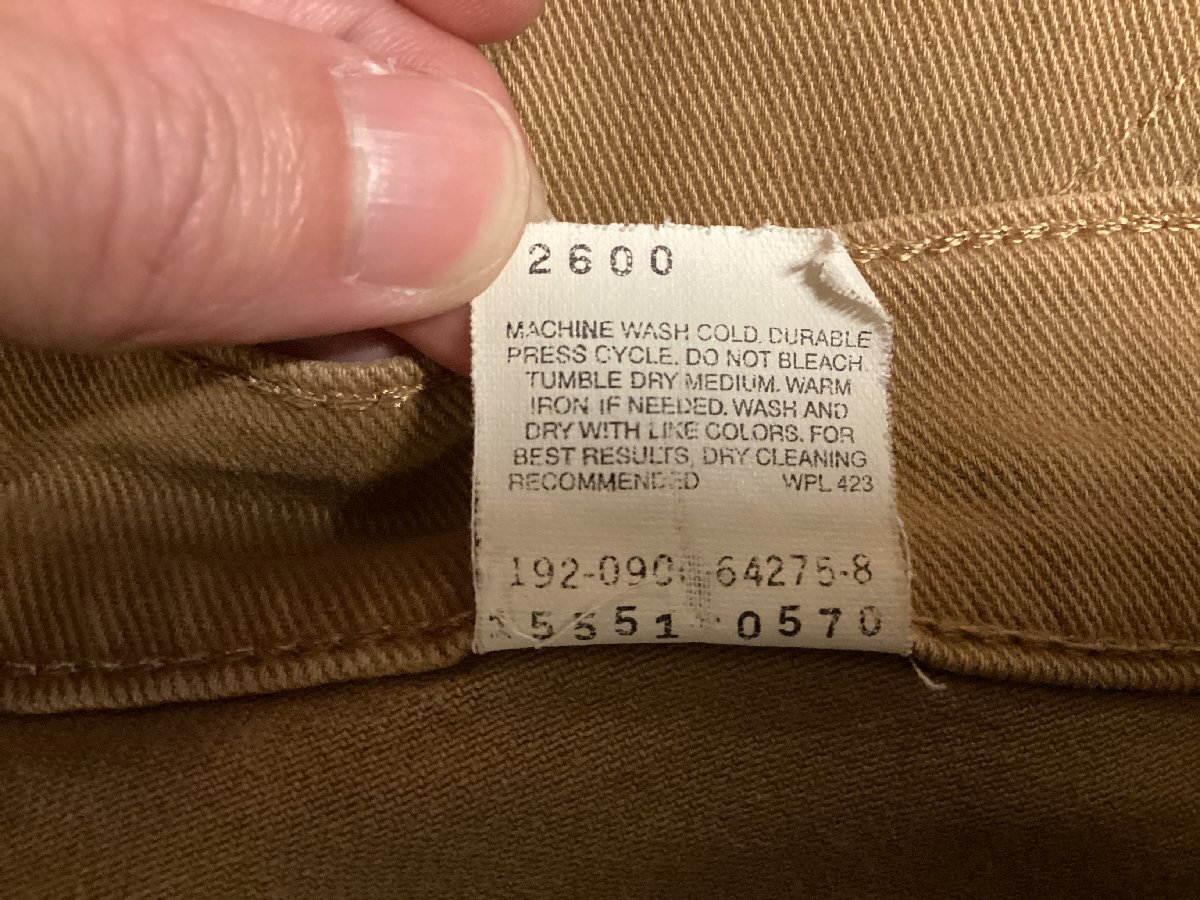 2600
MACHINE WASH COLD. DURABLE
PRESS CYCLE. DO NOT BLEACH.
TUMBLE DRY MEDIUM. WARM
IRON IF NEEDED. WASH AND
DRY WITH LIKE COLORS. FOR
BEST RESULTS, DRY CLEANING
RECOMMENDED WPL 423
64275-8
5551 0570